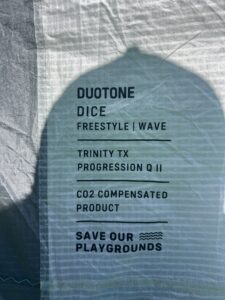 DUOTONE
DICE
FREESTYLE | WAVE
TRINITY TX
PROGRESSION Q II
CO2 COMPENSATED
PRODUCT
SAVE OUR
PLAYGROUNDS